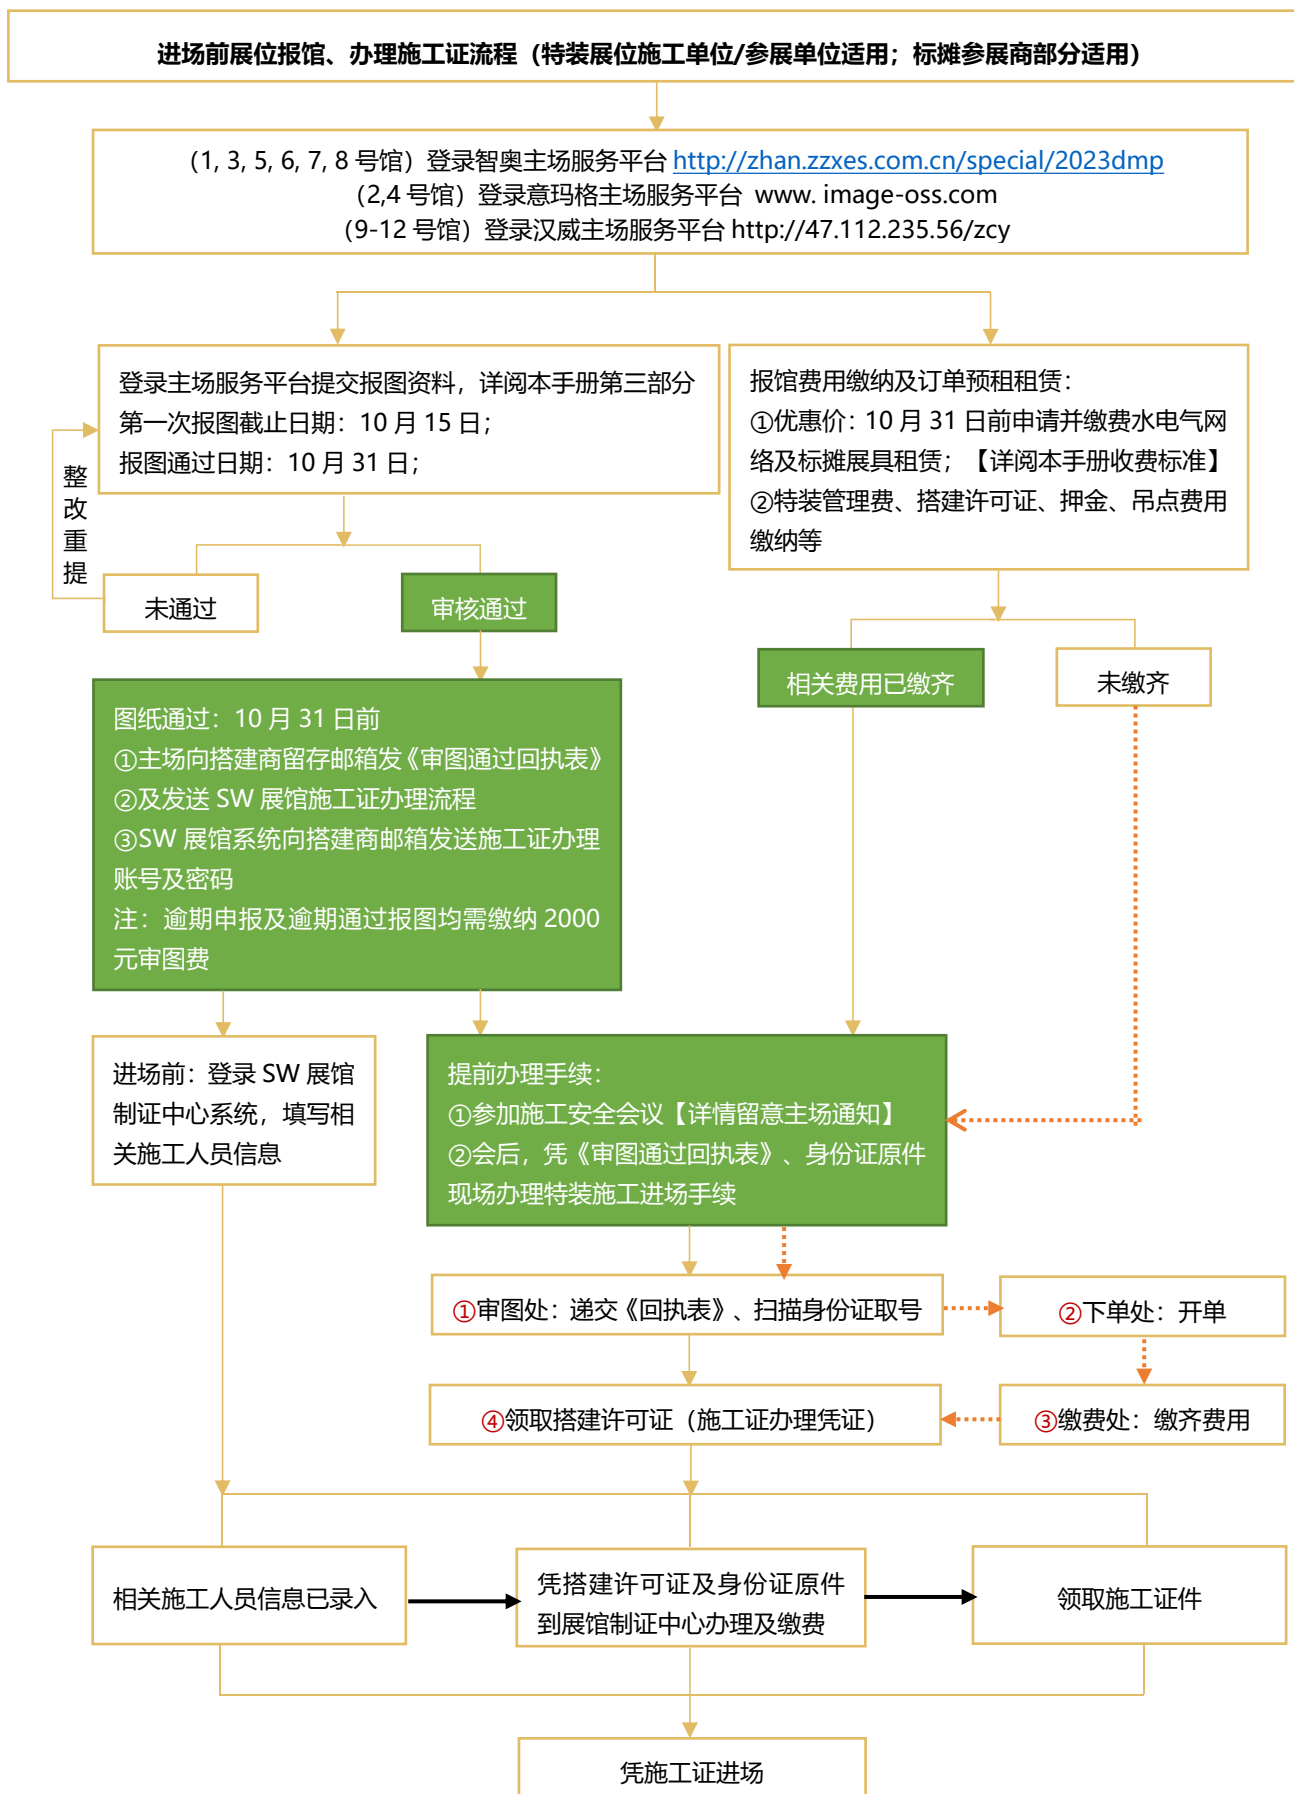 进场前展位报馆、办理施工证流程（特装展位施工单位/参展单位适用；标摊参展商部分适用）
（1, 3, 5, 6, 7, 8 号馆）登录智奥主场服务平台 http://zhan.zzxes.com.cn/special/2023dmp
（2,4 号馆）登录意玛格主场服务平台 www. image-oss.com
（9-12 号馆）登录汉威主场服务平台 http://47.112.235.56/zcy
登录主场服务平台提交报图资料，详阅本手册第三部分
第一次报图截止日期：10 月 15 日；
报图通过日期：10 月 31 日；
报馆费用缴纳及订单预租租赁：
①优惠价：10 月 31 日前申请并缴费水电气网
络及标摊展具租赁；【详阅本手册收费标准】
②特装管理费、搭建许可证、押金、吊点费用
缴纳等
整
改
重
提
未通过
审核通过
相关费用已缴齐
未缴齐
图纸通过：10 月 31 日前
①主场向搭建商留存邮箱发《审图通过回执表》
②及发送 SW 展馆施工证办理流程
③SW 展馆系统向搭建商邮箱发送施工证办理
账号及密码
注：逾期申报及逾期通过报图均需缴纳 2000
元审图费
进场前：登录 SW 展馆
制证中心系统，填写相
关施工人员信息
提前办理手续：
①参加施工安全会议【详情留意主场通知】
②会后，凭《审图通过回执表》、身份证原件
现场办理特装施工进场手续
①审图处：递交《回执表》、扫描身份证取号
②下单处：开单
④领取搭建许可证（施工证办理凭证）
③缴费处：缴齐费用
相关施工人员信息已录入
凭搭建许可证及身份证原件
到展馆制证中心办理及缴费
领取施工证件
凭施工证进场